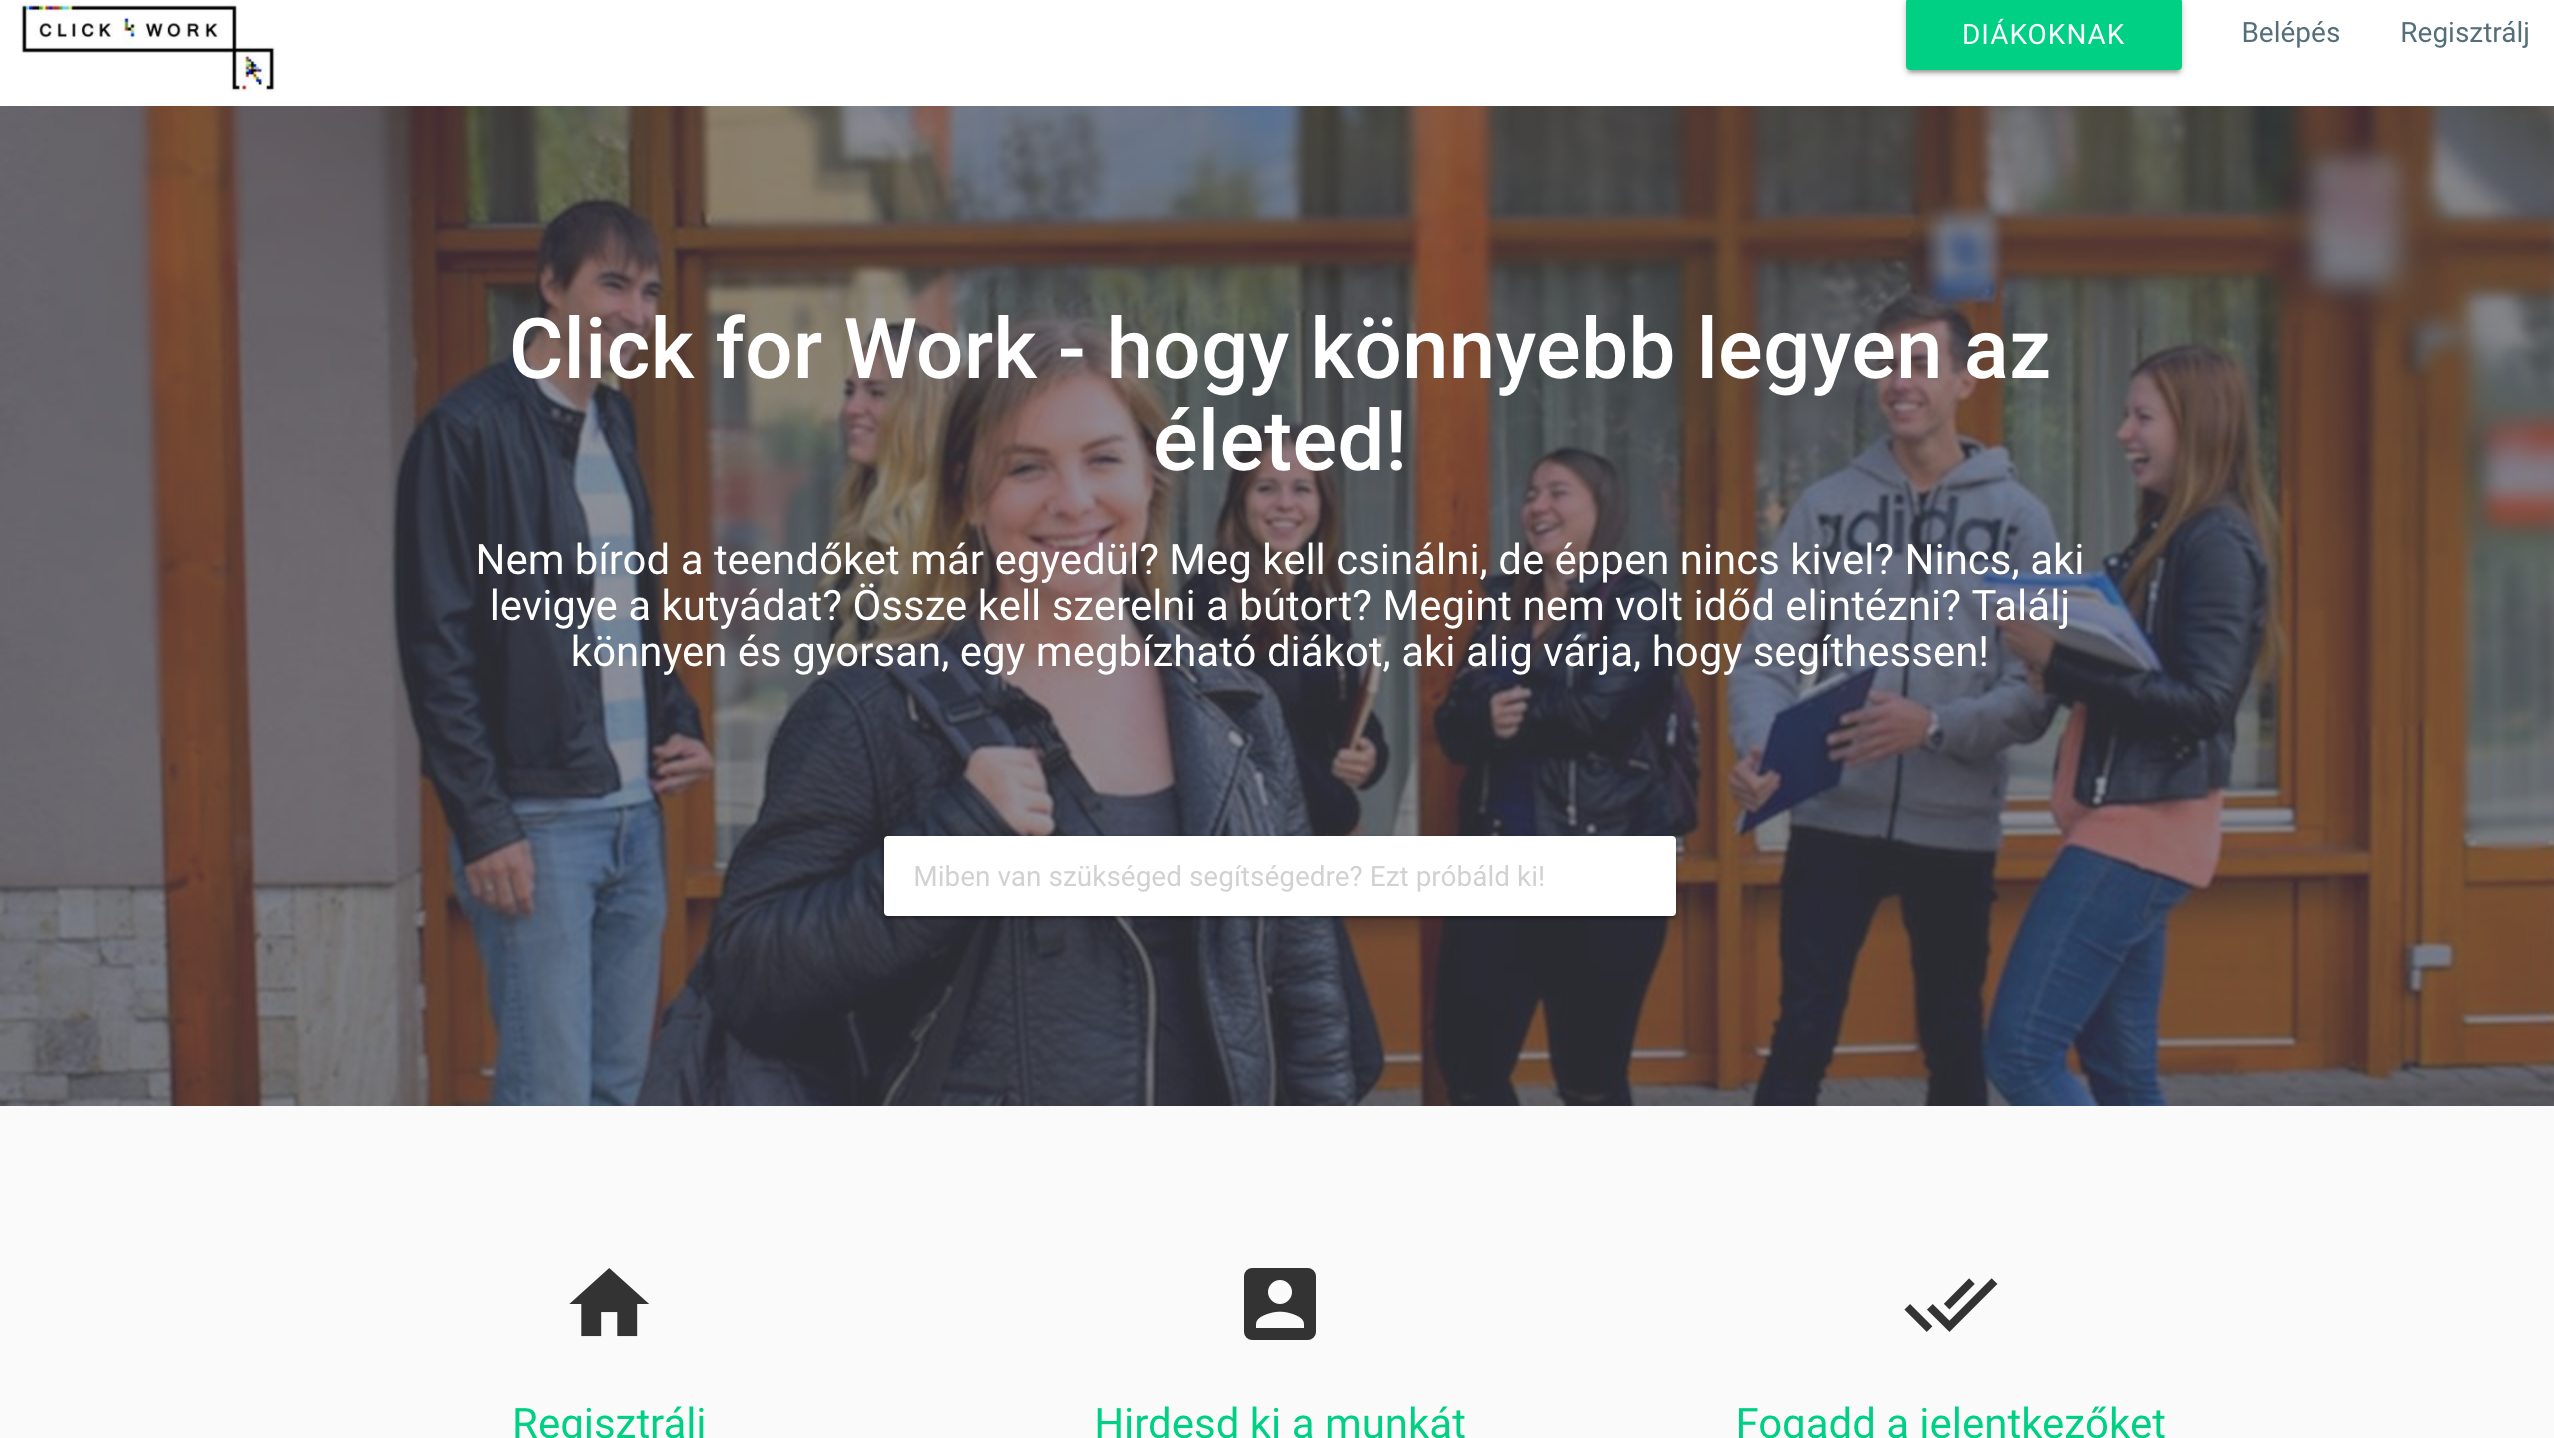 CLICK 4 WORK
DIÁKOKNAK
Belépés
Regisztrálj
Click for Work - hogy könnyebb legyen az
életed!
adidas
Nem bírod a teendőket már egyedül? Meg kell csinálni, de éppen nincs kivel? Nincs, aki
levigye a kutyádat? Össze kell szerelni a bútort? Megint nem volt időd elintézni? Találj
könnyen és gyorsan, egy megbízható diákot, aki alig várja, hogy segíthessen!
Miben van szükséged segítségedre? Ezt próbáld ki!
Regisztrálj
Hirdesd ki a munkát
Fogadd a jelentkezőket